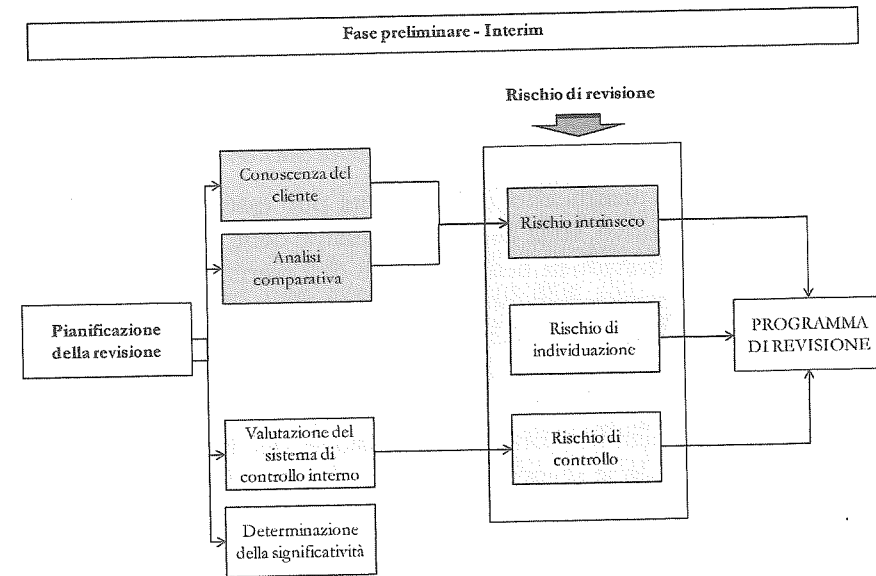 Fase preliminare - Interim
Rischio di revisione
Conoscenza del
cliente
Analisi
comparativa
Rischio intrinseco
Pianificazione
della revisione
Rischio di
individuazione
PROGRAMMA
DI REVISIONE
Valutazione del
sistema di
controllo interno
Rischio di
controllo
Determinazione
della significatività